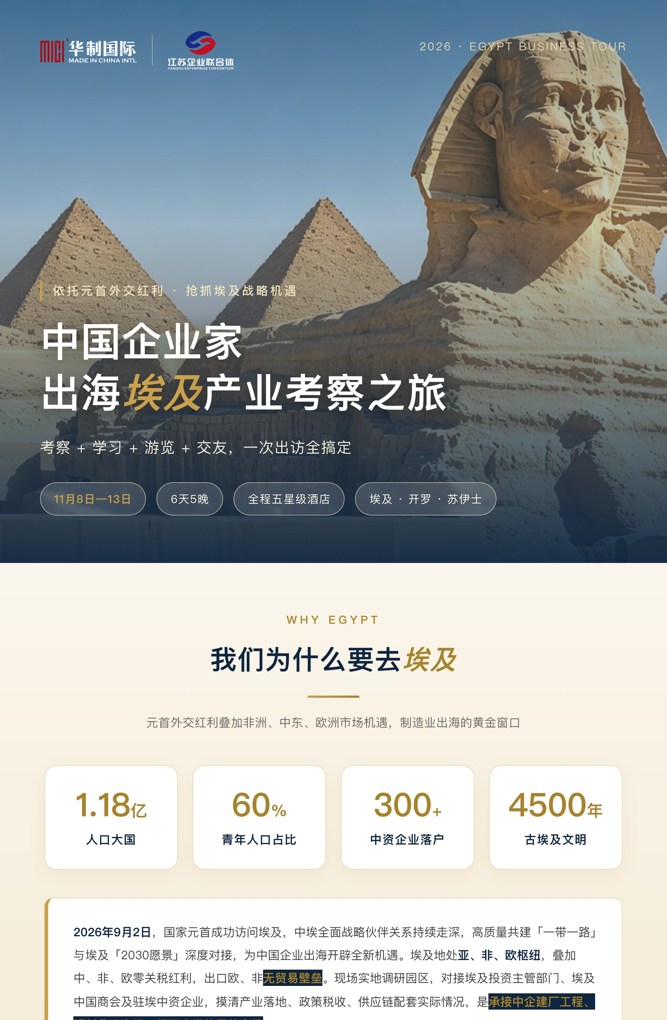 MICI 华制国际
MADE IN CHINA INTL
江苏企业联合体
JIANGSU ENTERPRISE CONSORTIUM
2026 · EGYPT BUSINESS TOUR
依托元首外交红利 · 抢抓埃及战略机遇
中国企业家
出海埃及产业考察之旅
考察 + 学习 + 游览 + 交友，一次出访全搞定
11月8日—13日
6天5晚
全程五星级酒店
埃及 · 开罗 · 苏伊士
WHY EGYPT
我们为什么要去埃及
元首外交红利叠加非洲、中东、欧洲市场机遇，制造业出海的黄金窗口
1.18亿
人口大国
60%
青年人口占比
300+
中资企业落户
4500年
古埃及文明
2026年9月2日，国家元首成功访问埃及，中埃全面战略伙伴关系持续走深，高质量共建「一带一路」
与埃及「2030愿景」深度对接，为中国企业出海开辟全新机遇。埃及地处亚、非、欧枢纽，叠加
中、非、欧零关税红利，出口欧、非无贸易壁垒。现场实地调研园区，对接埃及投资主管部门、埃及
中国商会及驻埃中资企业，摸清产业落地、政策税收、供应链配套实际情况，是承接中企建厂工程、